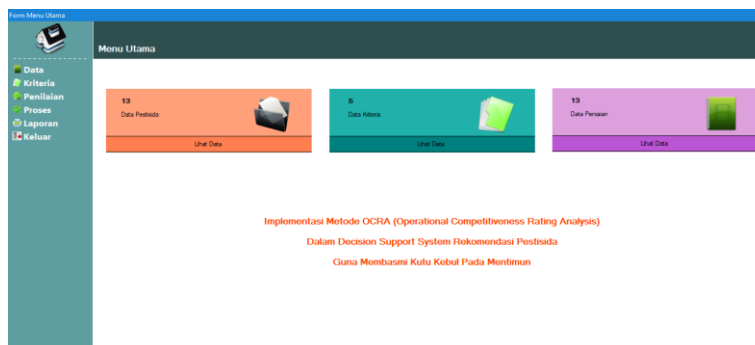 Form Menu Utama
Menu Utama
Data
Kriteria
Penilaian
Proses
Laporan
Keluar
13
Data Pestisida
Lihat Data
5
Data Kriteria
Lihat Data
13
Data Penialan
Lihat Data
Implementasi Metode OCRA (Operational Competitiveness Rating Analysis)
Dalam Decision Support System Rekomendasi Pestisida
Guna Membasmi Kutu Kebul Pada Mentimun